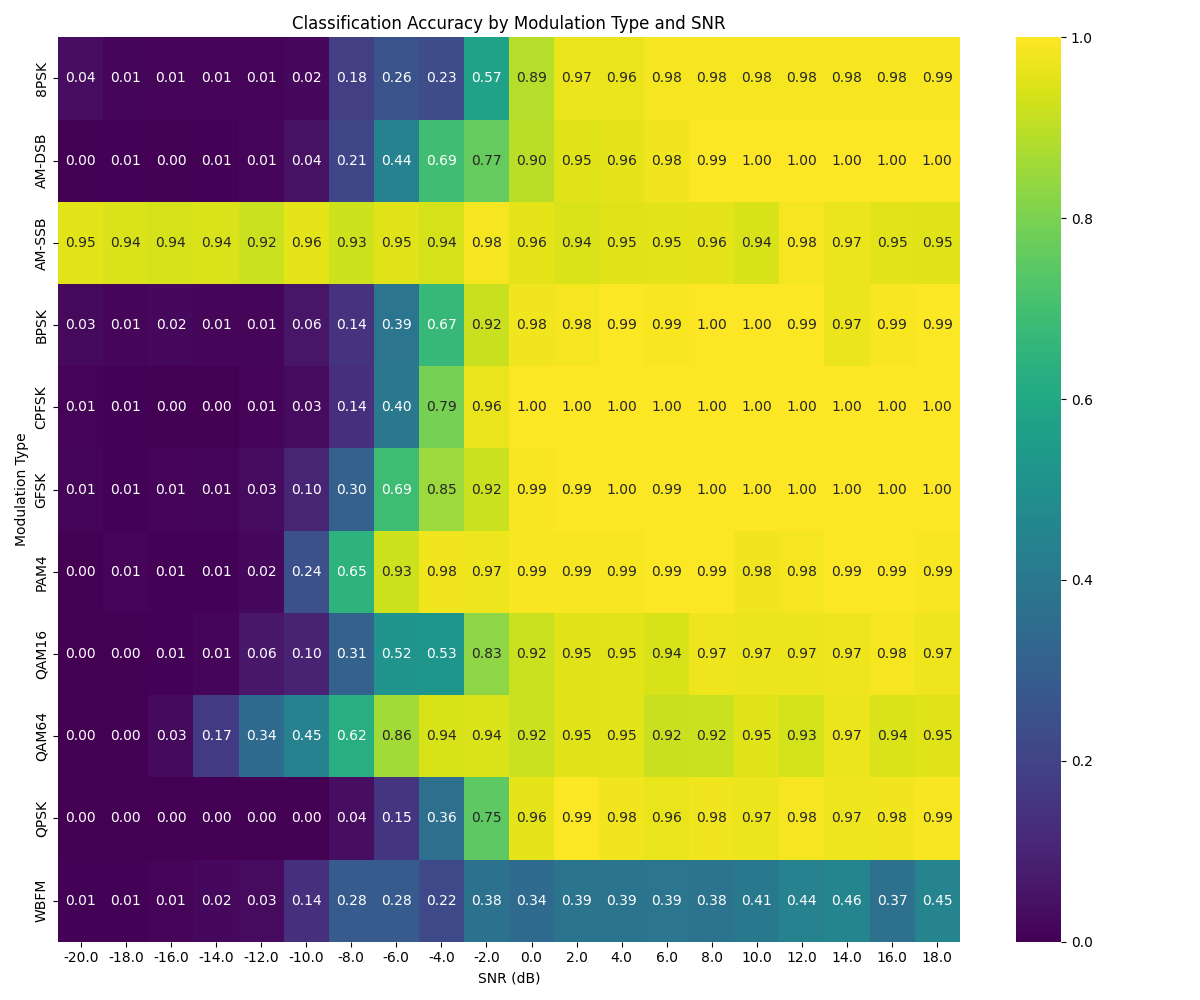 Classification Accuracy by Modulation Type and SNR
8PSK 0.04 0.01 0.01 0.01 0.01 0.02 0.18 0.26 0.23 0.57 0.89 0.97 0.96 0.98 0.98 0.98 0.98 0.98 0.98 0.99
AM-DSB 0.00 0.01 0.00 0.01 0.01 0.04 0.21 0.44 0.69 0.77 0.90 0.95 0.96 0.98 0.99 1.00 1.00 1.00 1.00 1.00
AM-SSB 0.95 0.94 0.94 0.94 0.92 0.96 0.93 0.95 0.94 0.98 0.96 0.94 0.95 0.95 0.96 0.94 0.98 0.97 0.95 0.95
BPSK 0.03 0.01 0.02 0.01 0.01 0.06 0.14 0.39 0.67 0.92 0.98 0.98 0.99 0.99 1.00 1.00 0.99 0.97 0.99 0.99
CPFSK 0.01 0.01 0.00 0.00 0.01 0.03 0.14 0.40 0.79 0.96 1.00 1.00 1.00 1.00 1.00 1.00 1.00 1.00 1.00 1.00
GFSK 0.01 0.01 0.01 0.01 0.03 0.10 0.30 0.69 0.85 0.92 0.99 0.99 1.00 0.99 1.00 1.00 1.00 1.00 1.00 1.00
PAM4 0.00 0.01 0.01 0.01 0.02 0.24 0.65 0.93 0.98 0.97 0.99 0.99 0.99 0.99 0.99 0.98 0.98 0.99 0.99 0.99
QAM16 0.00 0.00 0.01 0.01 0.06 0.10 0.31 0.52 0.53 0.83 0.92 0.95 0.95 0.94 0.97 0.97 0.97 0.97 0.98 0.97
QAM64 0.00 0.00 0.03 0.17 0.34 0.45 0.62 0.86 0.94 0.94 0.92 0.95 0.95 0.92 0.92 0.95 0.93 0.97 0.94 0.95
QPSK 0.00 0.00 0.00 0.00 0.00 0.00 0.04 0.15 0.36 0.75 0.96 0.99 0.98 0.96 0.98 0.97 0.98 0.97 0.98 0.99
WBFM 0.01 0.01 0.01 0.02 0.03 0.14 0.28 0.28 0.22 0.38 0.34 0.39 0.39 0.39 0.38 0.41 0.44 0.46 0.37 0.45
-20.0 -18.0 -16.0 -14.0 -12.0 -10.0 -8.0 -6.0 -4.0 -2.0 0.0 2.0 4.0 6.0 8.0 10.0 12.0 14.0 16.0 18.0
SNR (dB)
Modulation Type
1.0
0.8
0.6
0.4
0.2
0.0